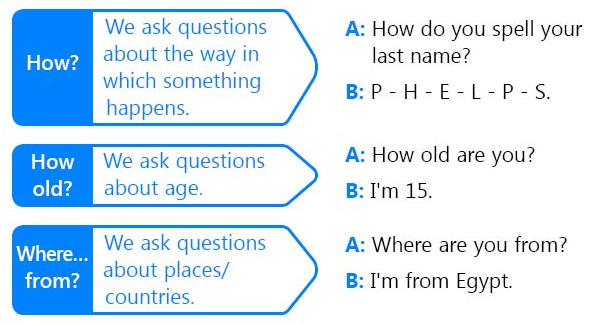 How?
We ask questions
about the way in
which something
happens.
A: How do you spell your
last name?
B: P - H - E - L - P - S.
How
old?
We ask questions
about age.
A: How old are you?
B: I'm 15.
Where...
from?
We ask questions
about places/
countries.
A: Where are you from?
B: I'm from Egypt.